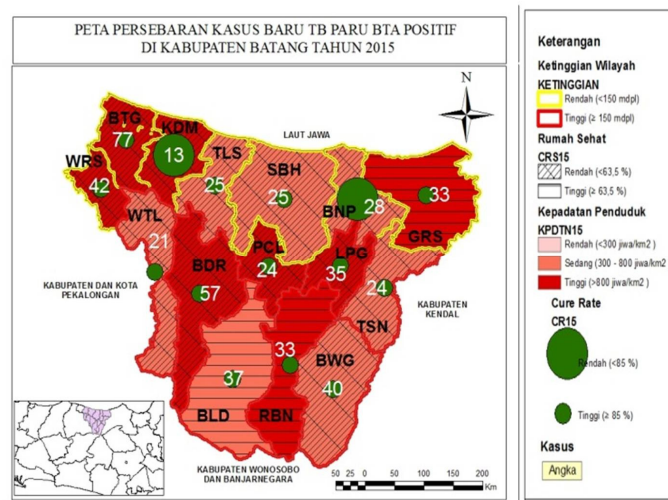 PETA PERSEBARAN KASUS BARU TB PARU BTA POSITIF
DI KABUPATEN BATANG TAHUN 2015
N
LAUT JAWA
BTG
77
KDM
13
WRS
42
TLS
25
SBH
25
BNP
28
33
GRS
WTL
21
BDR
57
PCL
24
LPG
35
24
TSN
KABUPATEN DAN KOTA
PEKALONGAN
KABUPATEN
KENDAL
37
BLD
33
RBN
BWG
40
KABUPATEN WONOSOBO
DAN BANJARNEGARA
50 25 0 50 100 150 200
Km
Keterangan
Ketinggian Wilayah
KETINGGIAN
Rendah (<150 mdpl)
Tinggi (≥ 150 mdpl)
Rumah Sehat
CRS15
Rendah (<63,5 %)
Tinggi (≥ 63,5 %)
Kepadatan Penduduk
KPDTN15
Rendah (<300 jiwa/km2 )
Sedang (300 - 800 jiwa/km2 )
Tinggi (>800 jiwa/km2 )
Cure Rate
CR15
Rendah (<85 %)
Tinggi (≥ 85 %)
Kasus
Angka